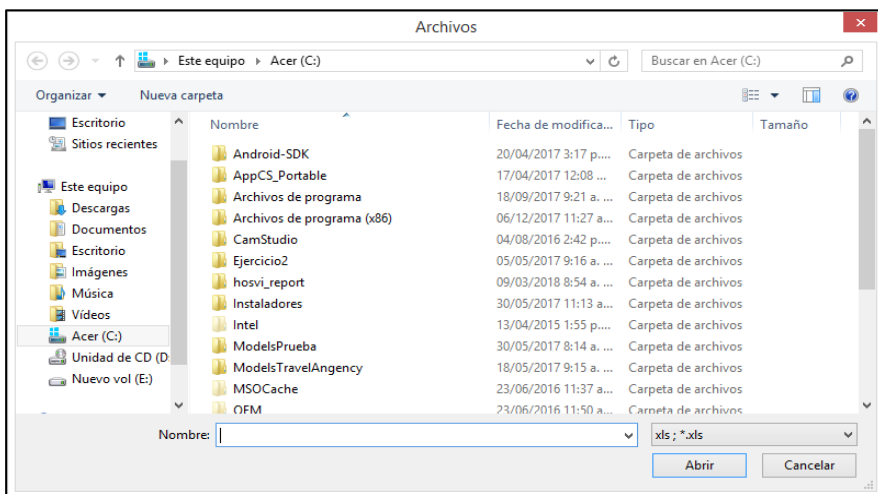 Archivos
Este equipo Acer (C:) Buscar en Acer (C:)
Organizar Nueva carpeta
Escritorio
Sitios recientes
Este equipo
Descargas
Documentos
Escritorio
Imágenes
Música
Vídeos
Acer (C:)
Unidad de CD (D:
Nuevo vol (E:)
Nombre Fecha de modifica... Tipo Tamaño
Android-SDK 20/04/2017 3:17 p.... Carpeta de archivos
AppCS_Portable 17/04/2017 12:08 ... Carpeta de archivos
Archivos de programa 18/09/2017 9:21 a. ... Carpeta de archivos
Archivos de programa (x86) 06/12/2017 11:27 a... Carpeta de archivos
CamStudio 04/08/2016 2:42 p.... Carpeta de archivos
Ejercicio2 05/05/2017 9:16 a. ... Carpeta de archivos
hosvi_report 09/03/2018 8:54 a. ... Carpeta de archivos
Instaladores 30/05/2017 11:13 a... Carpeta de archivos
Intel 13/04/2015 1:55 p.... Carpeta de archivos
ModelsPrueba 30/05/2017 8:14 a. ... Carpeta de archivos
ModelsTravelAngency 18/05/2017 9:15 a. ... Carpeta de archivos
MSOCache 23/06/2016 11:37 a... Carpeta de archivos
OEM 23/06/2016 11:50 a... Carpeta de archivos
Nombre: xls ; *.xls
Abrir Cancelar